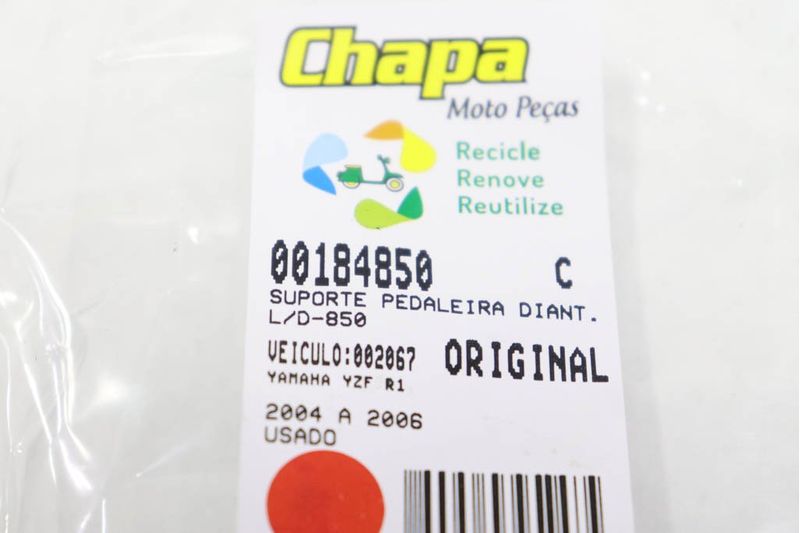 Chapa
Moto Peças
Recicle
Renove
Reutilize
00184850 C
SUPORTE PEDALEIRA DIANT.
L/D-850
VEICULO:002067 ORIGINAL
YAMAHA YZF R1
2004 A 2006
USADO